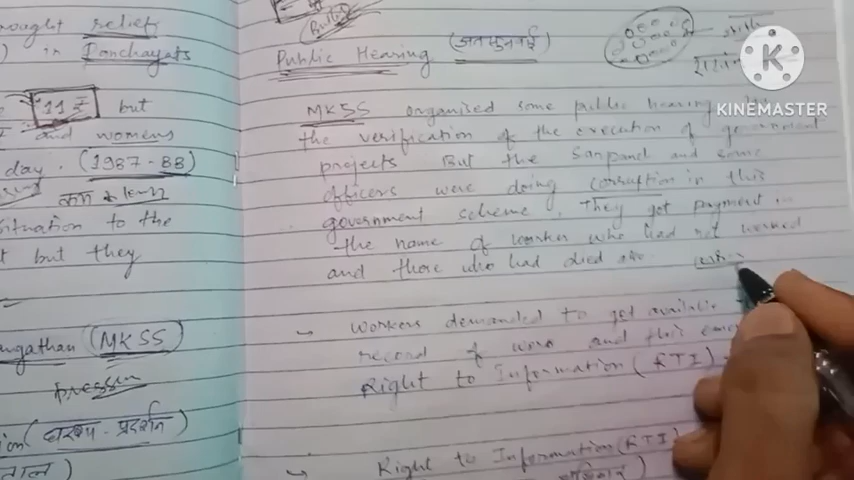 rought relief
in Panchayats
"11₹ but
and womens
day. (1987-88)
situation to the
t but they
angathan (MKSS)
pressure
ion (धरना-प्रदर्शन)
Public Hearing (जनसुनवाई)
MKSS organised some public hearing
the verification of the execution of government
projects But the Sarpanch and some
officers were doing corruption in this
government scheme. They got payment in
the name of worker who had not worked
and those who had died also.
→ Workers demanded to get available
record of work and this
Right to Information (RTI)
→ Right to Information (RTI)
KINEMASTER